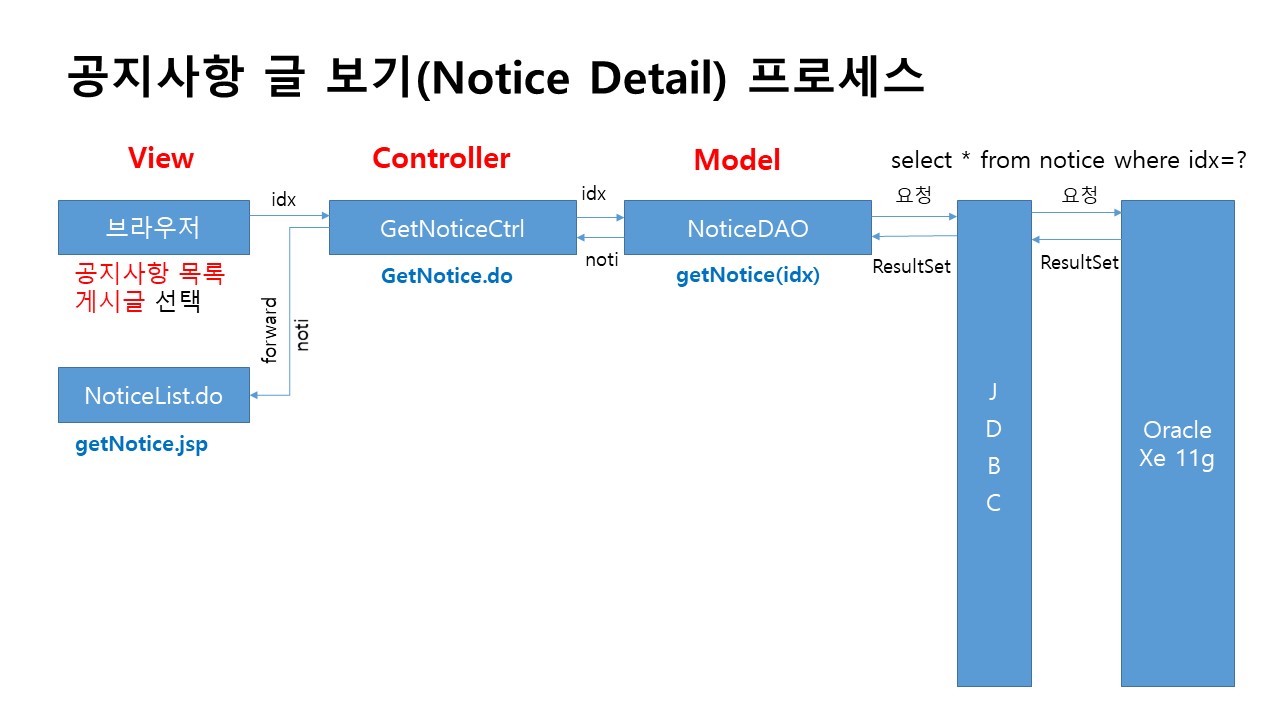 공지사항 글 보기(Notice Detail) 프로세스
View
Controller
Model
select * from notice where idx=?
idx
idx
요청
요청
브라우저
GetNoticeCtrl
NoticeDAO
noti
ResultSet
ResultSet
공지사항 목록
게시글 선택
GetNotice.do
getNotice(idx)
forward
noti
NoticeList.do
getNotice.jsp
J
D
B
C
Oracle
Xe 11g